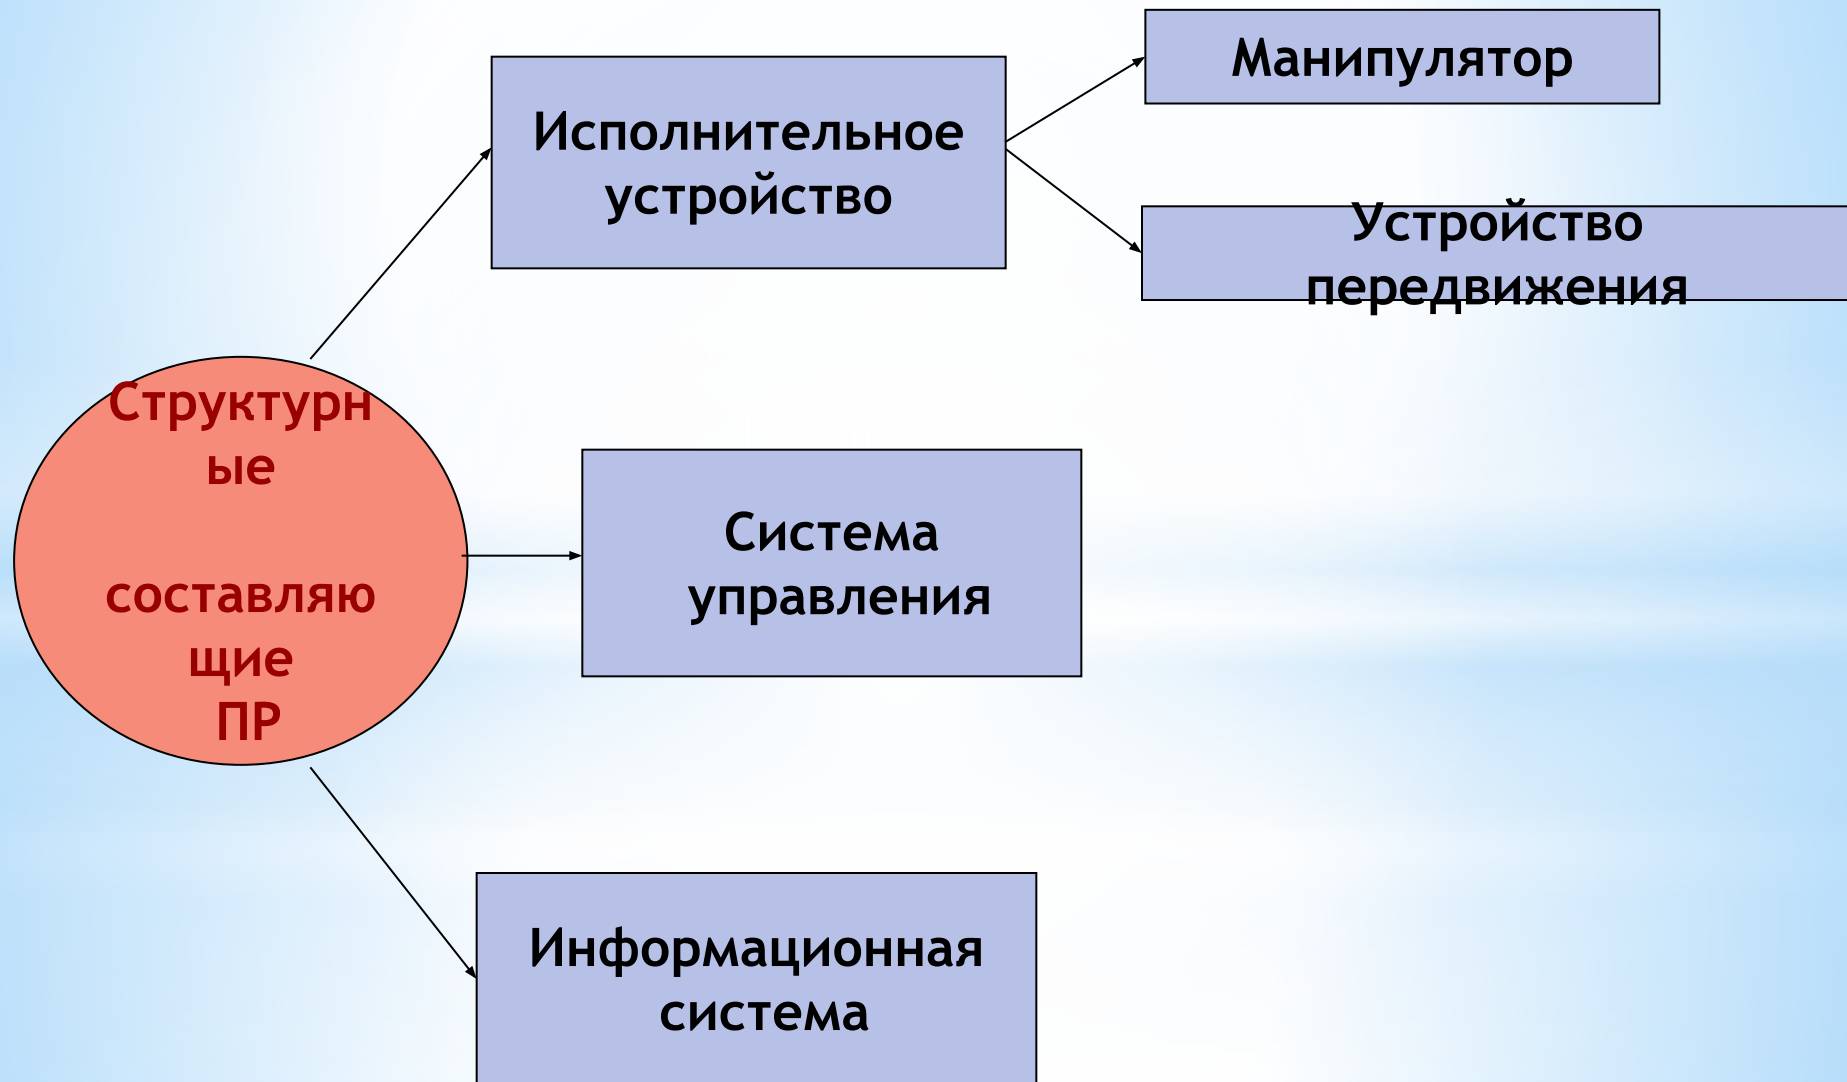 Манипулятор
Исполнительное
устройство
Устройство
передвижения
Структурн
ые
составляю
щие
ПР
Система
управления
Информационная
система